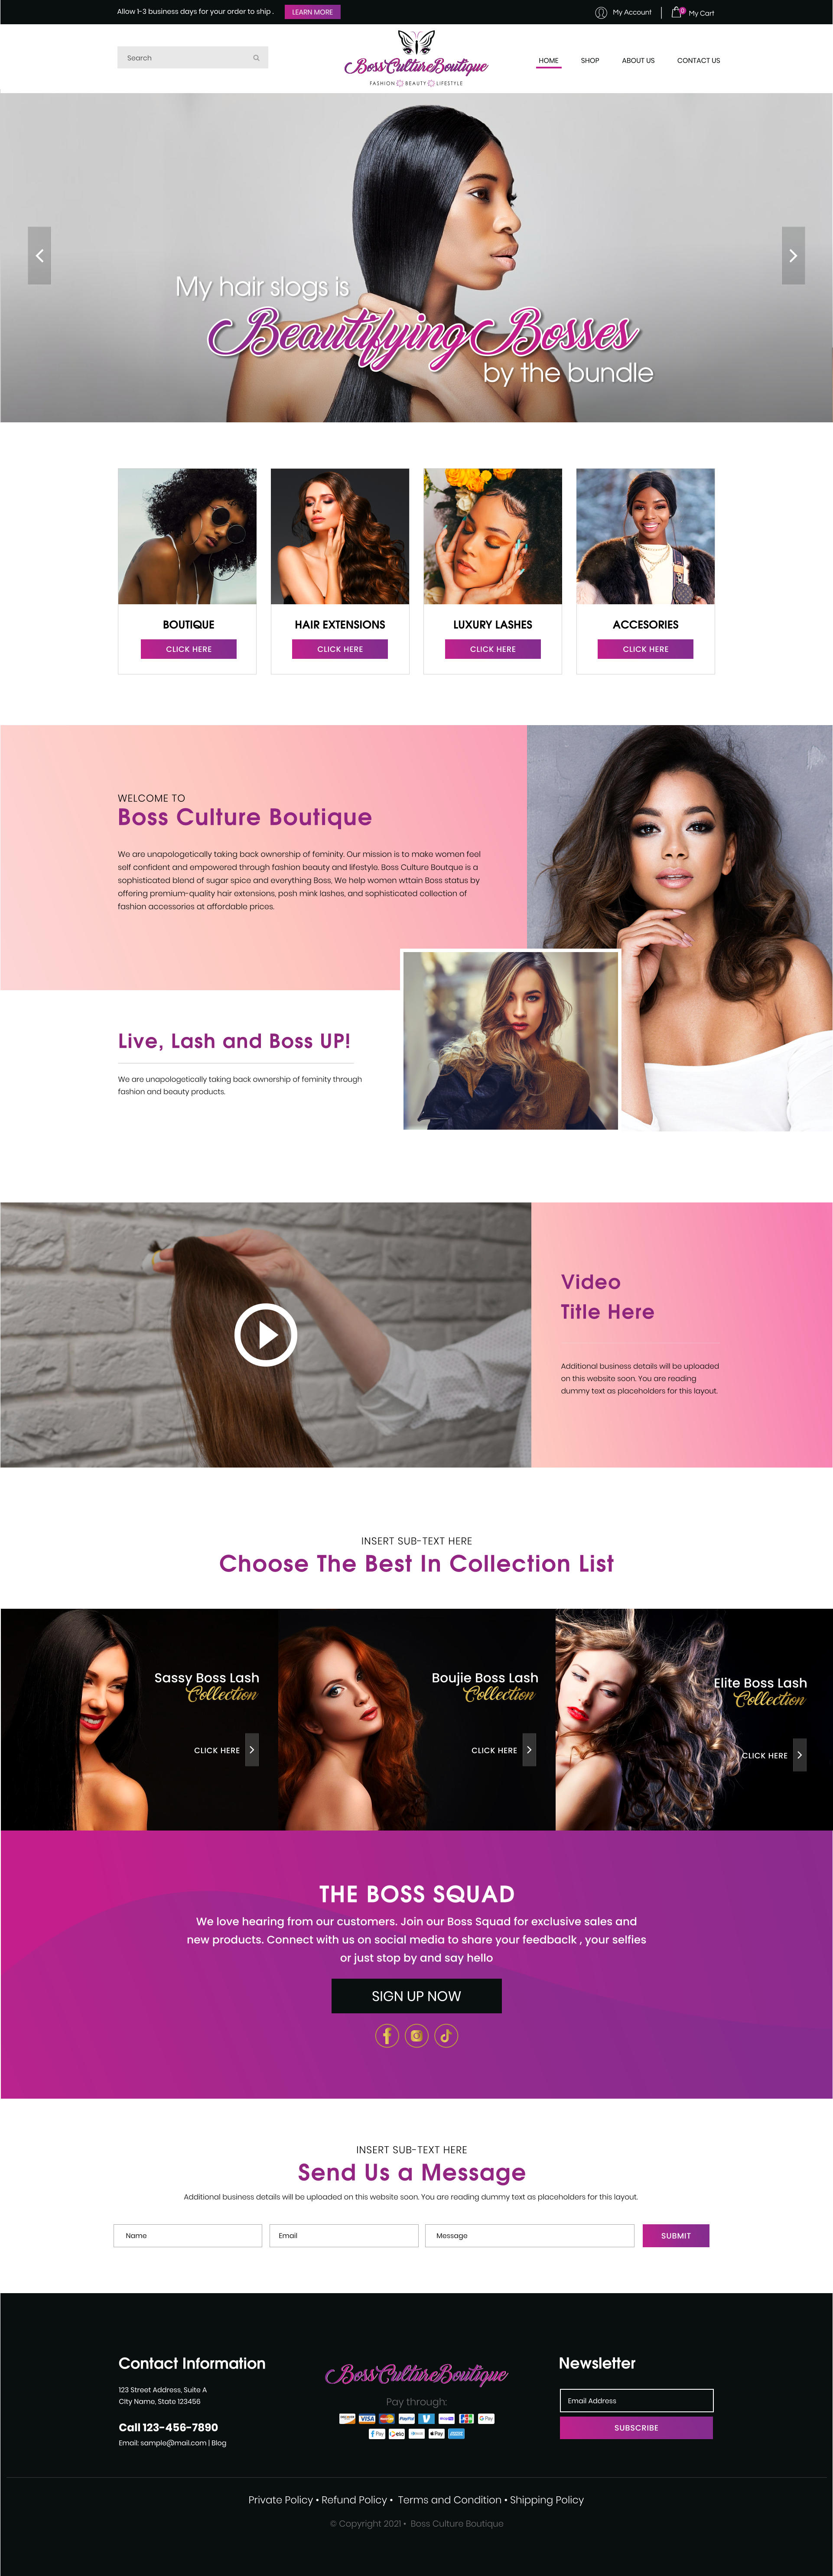 Allow 1-3 business days for your order to ship .
LEARN MORE
My Account
0
My Cart
Search
BossCultureBoutique
FASHION BEAUTY LIFESTYLE
HOME
SHOP
ABOUT US
CONTACT US
My hair slogs is
Beautifying Bosses
by the bundle
BOUTIQUE
HAIR EXTENSIONS
LUXURY LASHES
ACCESORIES
CLICK HERE
CLICK HERE
CLICK HERE
CLICK HERE
WELCOME TO
Boss Culture Boutique
We are unapologetically taking back ownership of feminity. Our mission is to make women feel
self confident and empowered through fashion beauty and lifestyle. Boss Culture Boutque is a
sophisticated blend of sugar spice and everything Boss, We help women wttain Boss status by
offering premium-quality hair extensions, posh mink lashes, and sophisticated collection of
fashion accessories at affordable prices.
Live, Lash and Boss UP!
We are unapologetically taking back ownership of feminity through
fashion and beauty products.
Video
Title Here
Additional business details will be uploaded
on this website soon. You are reading
dummy text as placeholders for this layout.
INSERT SUB-TEXT HERE
Choose The Best In Collection List
Sassy Boss Lash
Collection
CLICK HERE
Boujie Boss Lash
Collection
CLICK HERE
Elite Boss Lash
Collection
CLICK HERE
THE BOSS SQUAD
We love hearing from our customers. Join our Boss Squad for exclusive sales and
new products. Connect with us on social media to share your feedbaclk , your selfies
or just stop by and say hello
SIGN UP NOW
INSERT SUB-TEXT HERE
Send Us a Message
Additional business details will be uploaded on this website soon. You are reading dummy text as placeholders for this layout.
Name
Email
Message
SUBMIT
Contact Information
123 Street Address, Suite A
City Name, State 123456
Call 123-456-7890
Email: sample@mail.com | Blog
BossCultureBoutique
Pay through:
VISA
PayPal
G Pay
Pay
Newsletter
Email Address
SUBSCRIBE
Private Policy • Refund Policy • Terms and Condition • Shipping Policy
© Copyright 2021 • Boss Culture Boutique